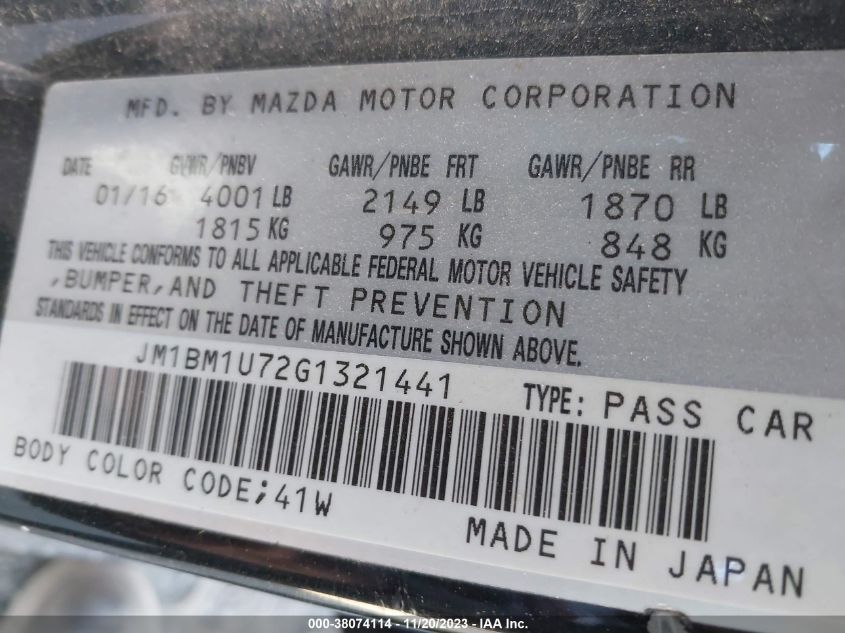 MFD. BY MAZDA MOTOR CORPORATION
DATE GVWR/PNBV GAWR/PNBE FRT GAWR/PNBE RR
01/16 4001 LB 2149 LB 1870 LB
1815 KG 975 KG 848 KG
THIS VEHICLE CONFORMS TO ALL APPLICABLE FEDERAL MOTOR VEHICLE SAFETY
,BUMPER,AND THEFT PREVENTION
STANDARDS IN EFFECT ON THE DATE OF MANUFACTURE SHOWN ABOVE.
JM1BM1U72G1321441 TYPE: PASS CAR
BODY COLOR CODE;41W
MADE IN JAPAN
000-38074114 - 11/20/2023 - IAA Inc.